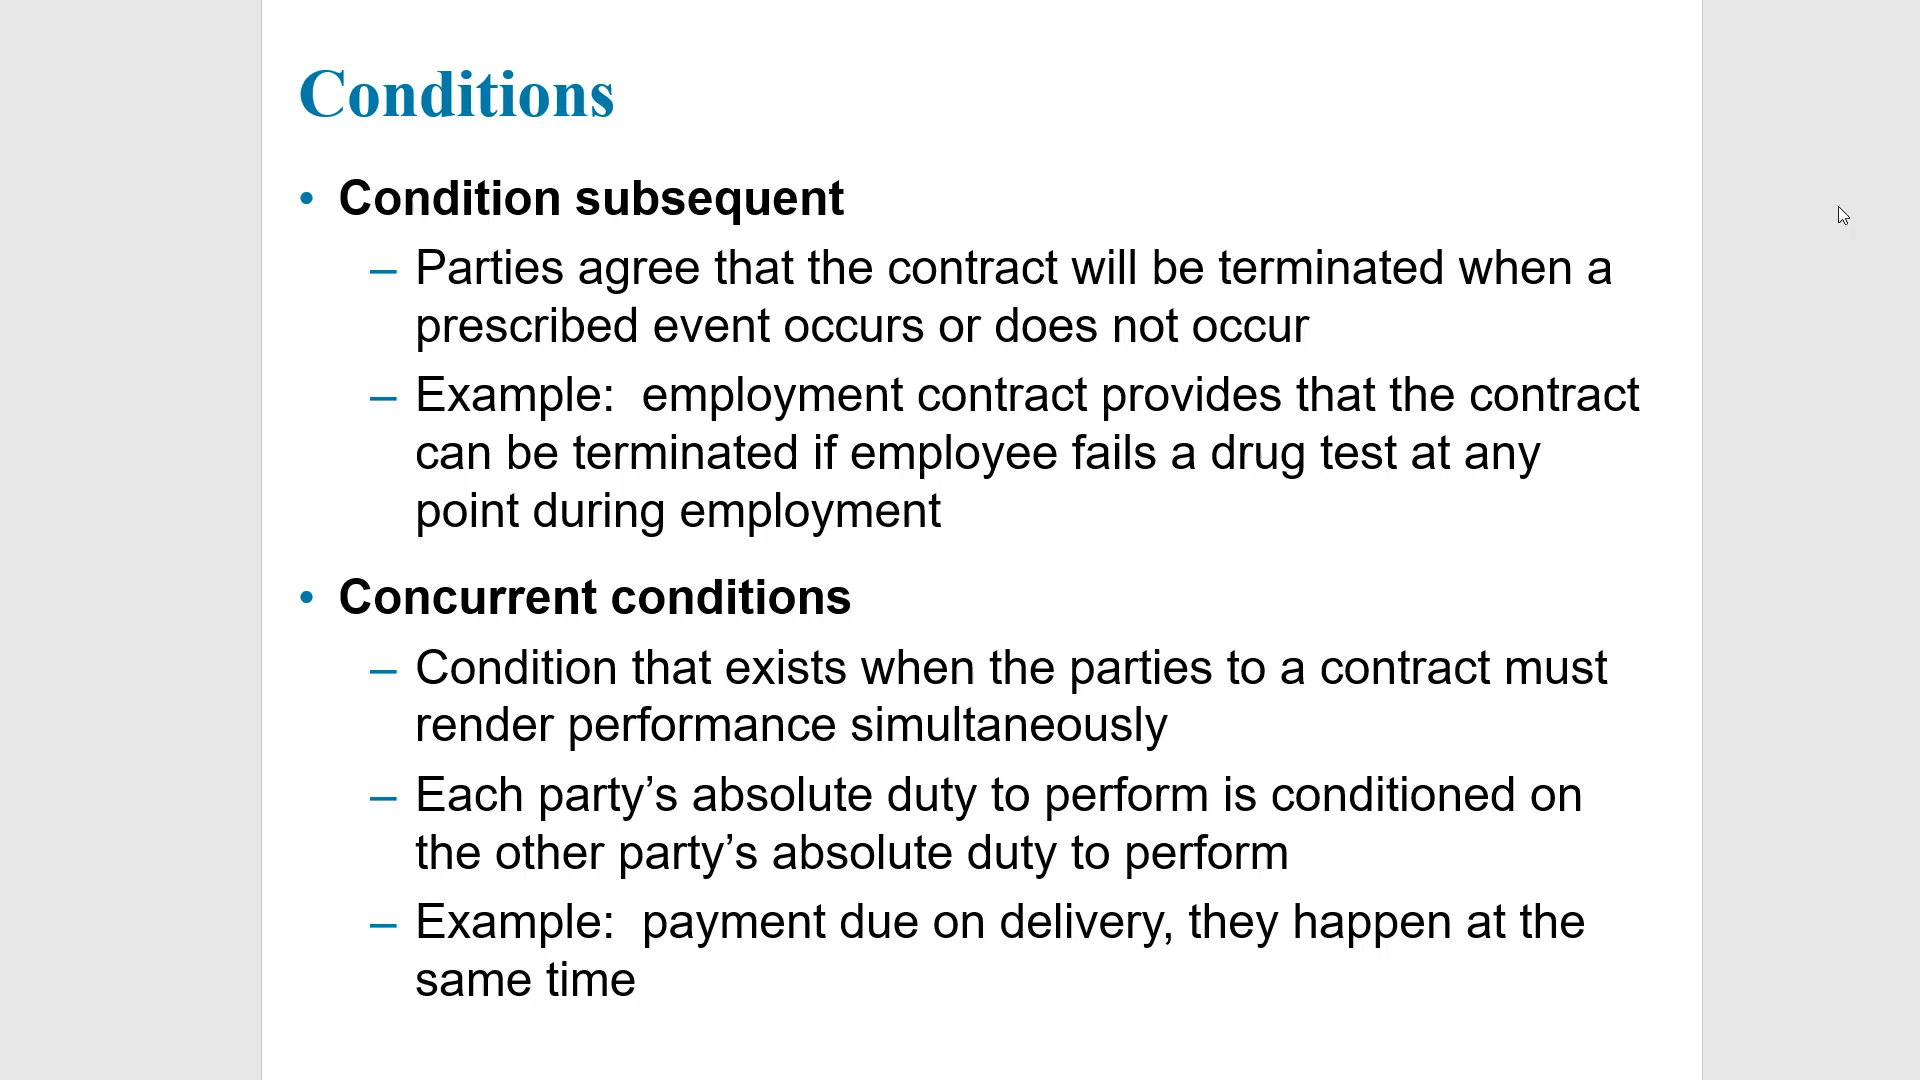 Conditions
• Condition subsequent
– Parties agree that the contract will be terminated when a
prescribed event occurs or does not occur
– Example:  employment contract provides that the contract
can be terminated if employee fails a drug test at any
point during employment
• Concurrent conditions
– Condition that exists when the parties to a contract must
render performance simultaneously
– Each party’s absolute duty to perform is conditioned on
the other party’s absolute duty to perform
– Example:  payment due on delivery, they happen at the
same time